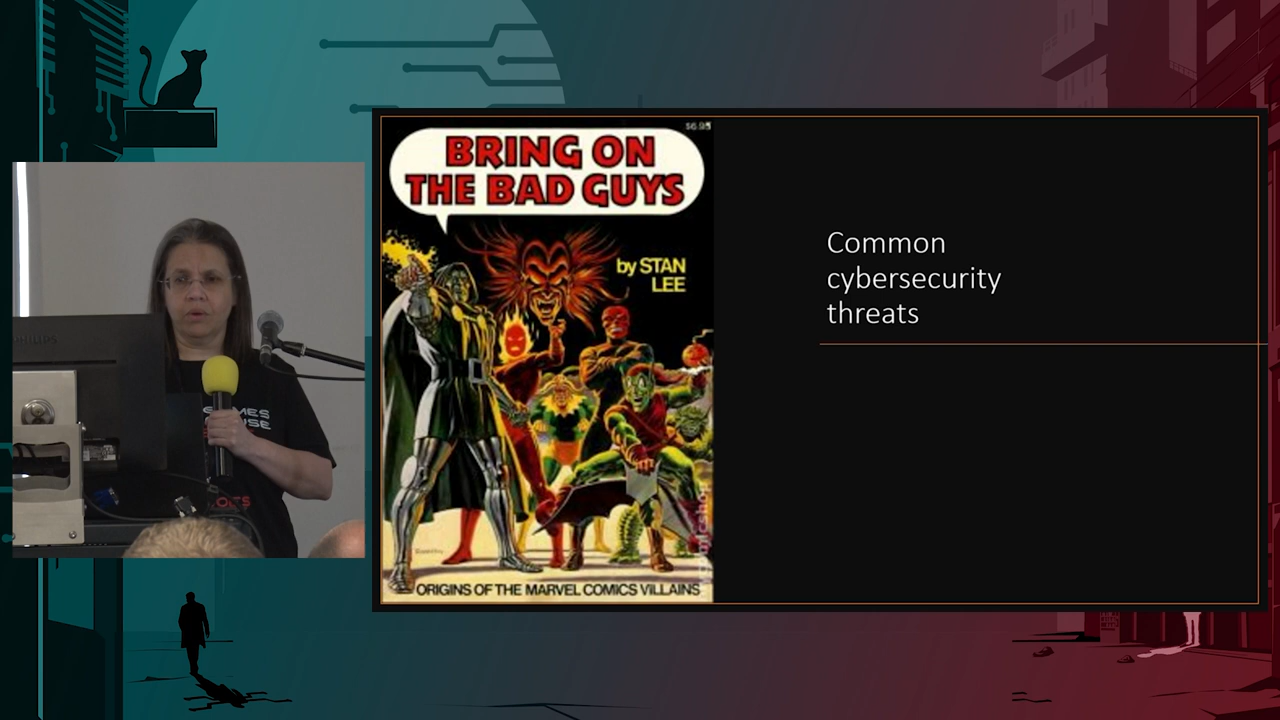 $6.95
BRING ON
THE BAD GUYS
by STAN
LEE
ORIGINS OF THE MARVEL COMICS VILLAINS
Common
cybersecurity
threats
PHILIPS